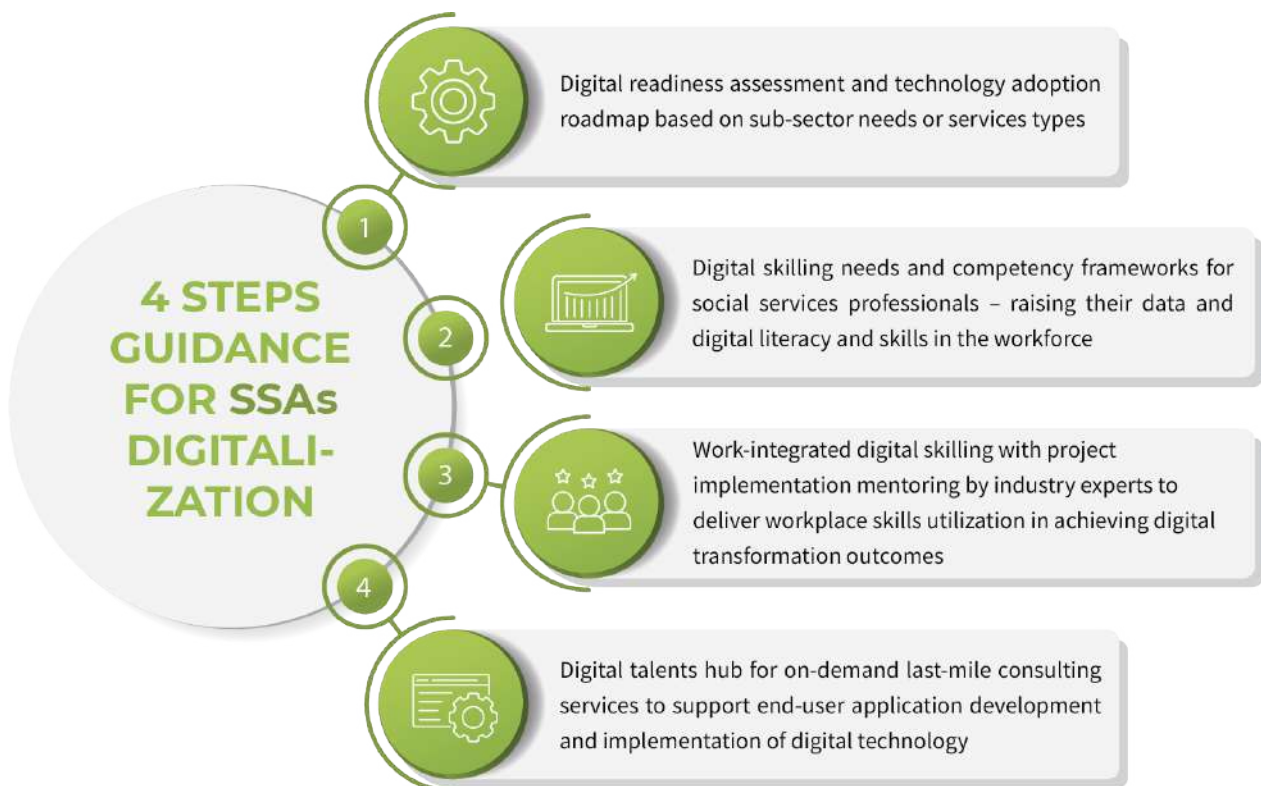 4 STEPS
GUIDANCE
FOR SSAs
DIGITALI-
ZATION
1
Digital readiness assessment and technology adoption
roadmap based on sub-sector needs or services types
2
Digital skilling needs and competency frameworks for
social services professionals – raising their data and
digital literacy and skills in the workforce
3
Work-integrated digital skilling with project
implementation mentoring by industry experts to
deliver workplace skills utilization in achieving digital
transformation outcomes
4
Digital talents hub for on-demand last-mile consulting
services to support end-user application development
and implementation of digital technology